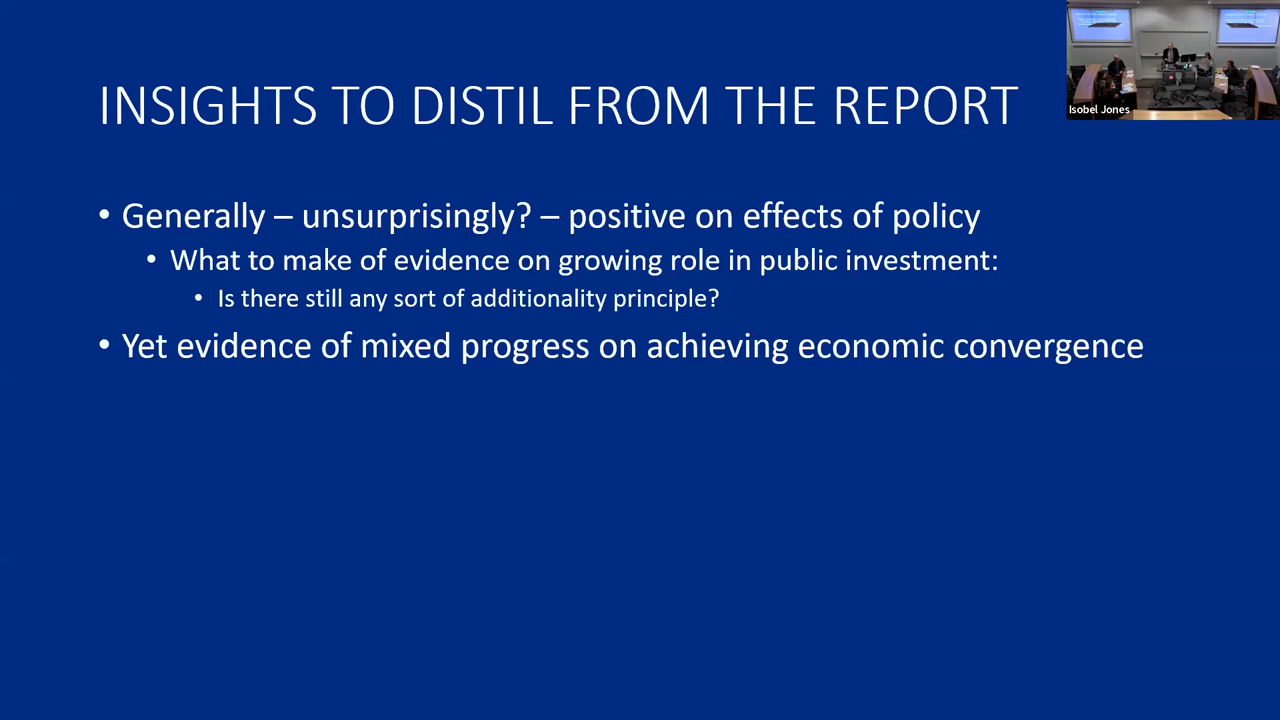 INSIGHTS TO DISTIL FROM THE REPORT
Isobel Jones
• Generally – unsurprisingly? – positive on effects of policy
• What to make of evidence on growing role in public investment:
• Is there still any sort of additionality principle?
• Yet evidence of mixed progress on achieving economic convergence